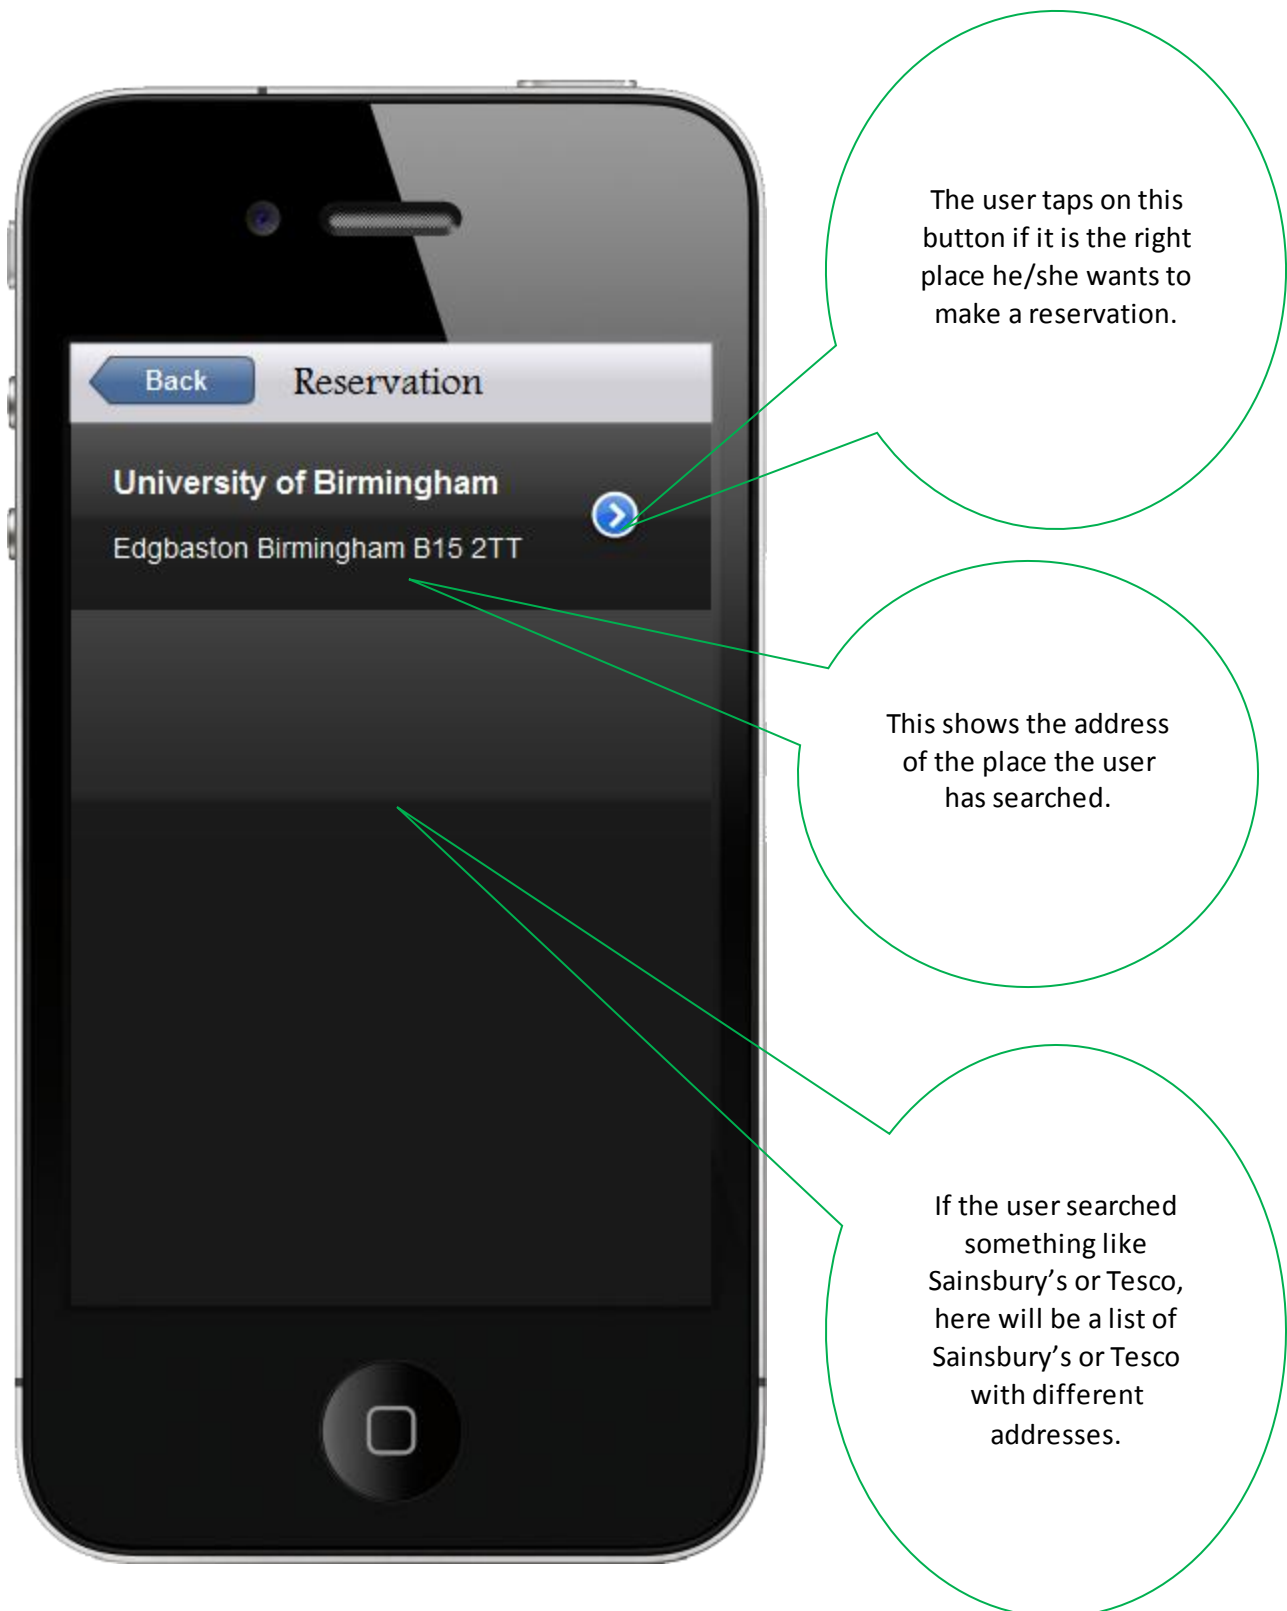 The user taps on this
button if it is the right
place he/she wants to
make a reservation.
Back
Reservation
University of Birmingham
Edgbaston Birmingham B15 2TT
This shows the address
of the place the user
has searched.
If the user searched
something like
Sainsbury’s or Tesco,
here will be a list of
Sainsbury’s or Tesco
with different
addresses.